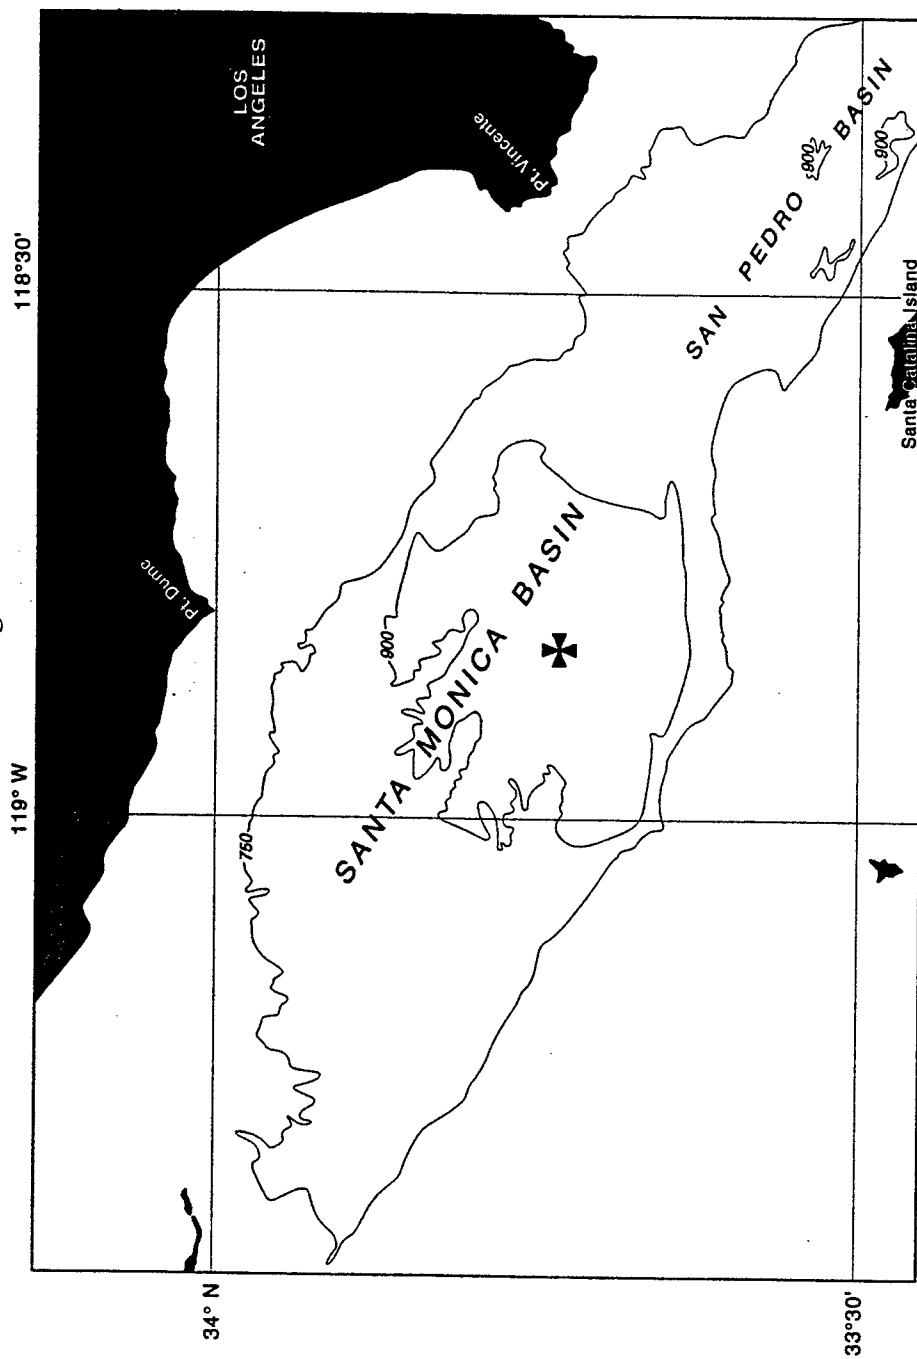 119° W
118°30'
34° N
33°30'
LOS
ANGELES
Pt. Dume
Pt. Vincente
750
900
SANTA MONICA BASIN
SAN PEDRO BASIN
900
900
Santa Catalina Island